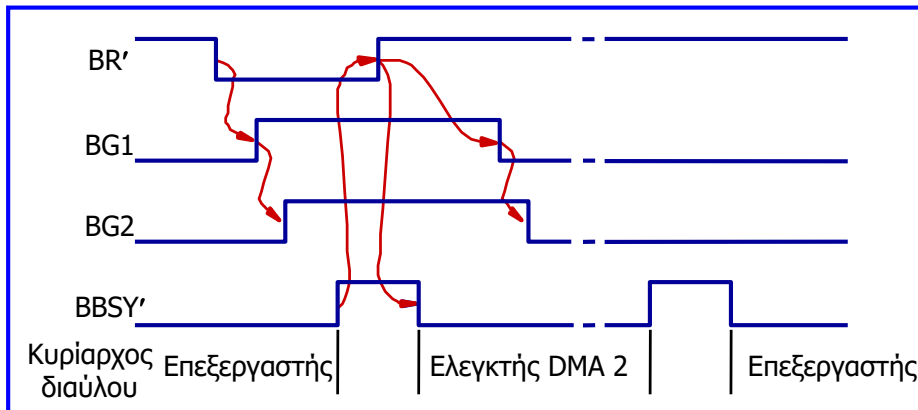 BR′
BG1
BG2
BBSY′
Κυρίαρχος
διαύλου
Επεξεργαστής
Ελεγκτής DMA 2
Επεξεργαστής